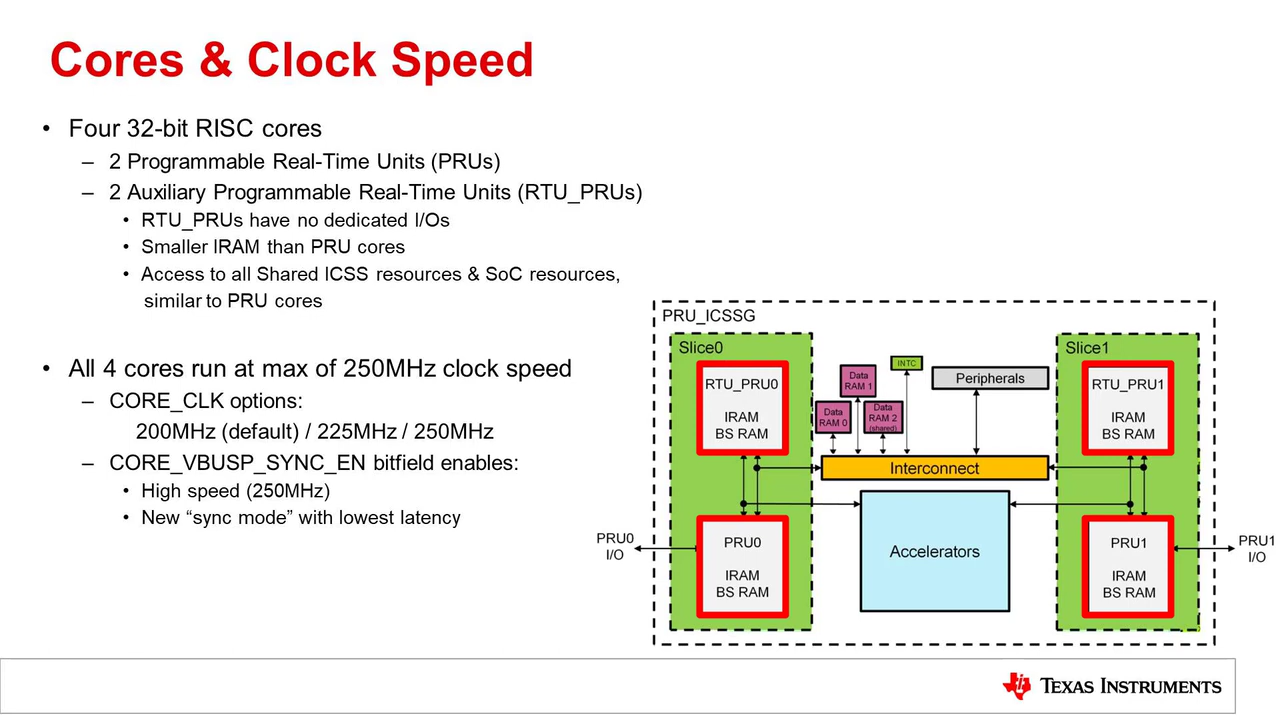 Cores & Clock Speed
• Four 32-bit RISC cores
– 2 Programmable Real-Time Units (PRUs)
– 2 Auxiliary Programmable Real-Time Units (RTU_PRUs)
• RTU_PRUs have no dedicated I/Os
• Smaller IRAM than PRU cores
• Access to all Shared ICSS resources & SoC resources,
similar to PRU cores
• All 4 cores run at max of 250MHz clock speed
– CORE_CLK options:
200MHz (default) / 225MHz / 250MHz
– CORE_VBUSP_SYNC_EN bitfield enables:
• High speed (250MHz)
• New “sync mode” with lowest latency
PRU_ICSSG
Slice0
RTU_PRU0
IRAM
BS RAM
PRU0
IRAM
BS RAM
PRU0
I/O
Data
RAM 1
Data
RAM 0
Data
RAM 2
(shared)
INTC
Peripherals
Interconnect
Accelerators
Slice1
RTU_PRU1
IRAM
BS RAM
PRU1
IRAM
BS RAM
PRU1
I/O
TEXAS INSTRUMENTS